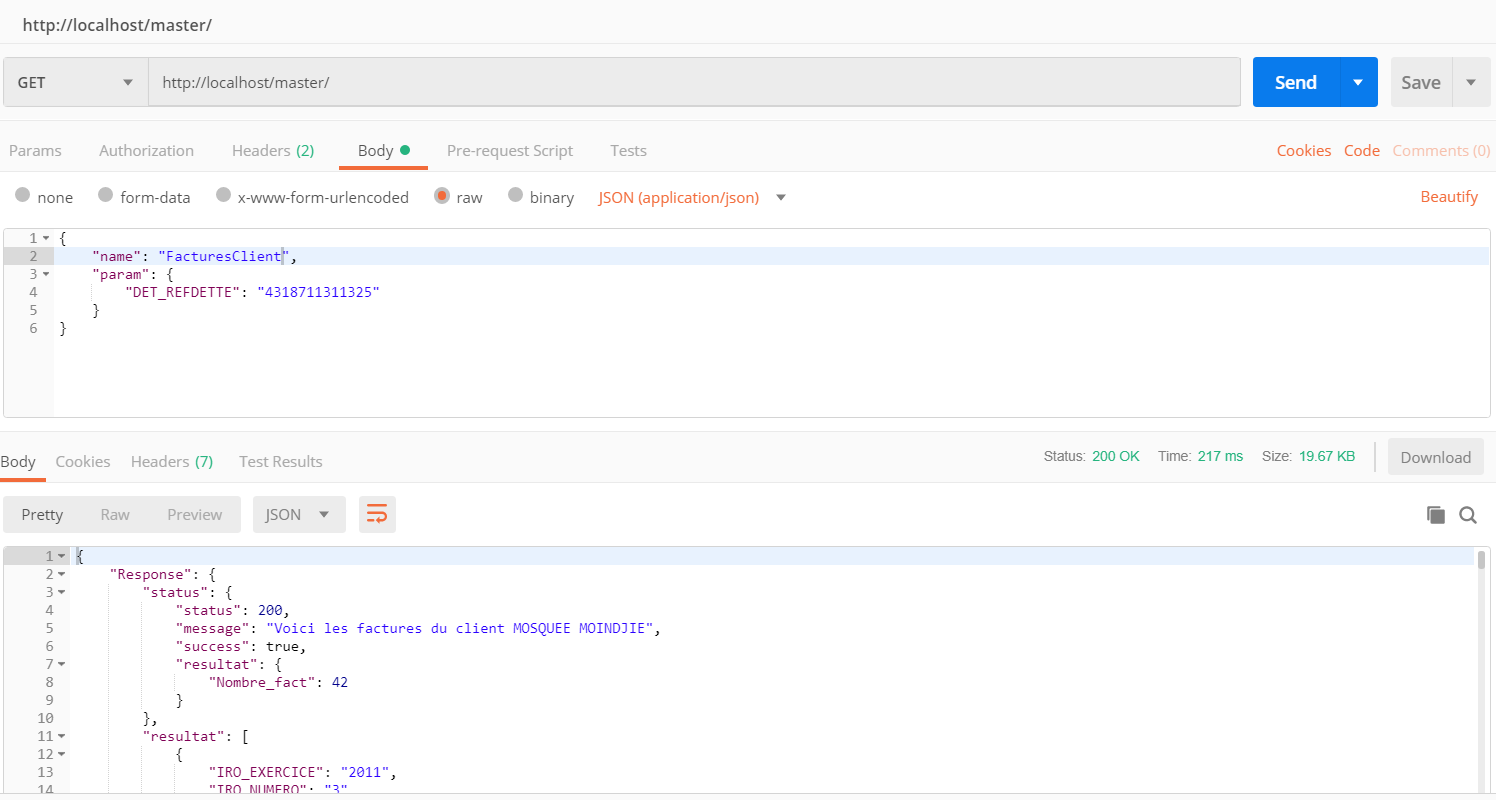 http://localhost/master/
GET http://localhost/master/ Send Save
Params Authorization Headers (2) Body Pre-request Script Tests Cookies Code Comments (0)
none form-data x-www-form-urlencoded raw binary JSON (application/json) Beautify
1 {
2 "name": "FacturesClient",
3 "param": {
4 "DET_REFDETTE": "4318711311325"
5 }
6 }
Body Cookies Headers (7) Test Results Status: 200 OK Time: 217 ms Size: 19.67 KB Download
Pretty Raw Preview JSON
1 {
2 "Response": {
3 "status": {
4 "status": 200,
5 "message": "Voici les factures du client MOSQUEE MOINDJIE",
6 "success": true,
7 "resultat": {
8 "Nombre_fact": 42
9 }
10 },
11 "resultat": [
12 {
13 "IRO_EXERCICE": "2011",
14 "IRO_NUMERO": "3"